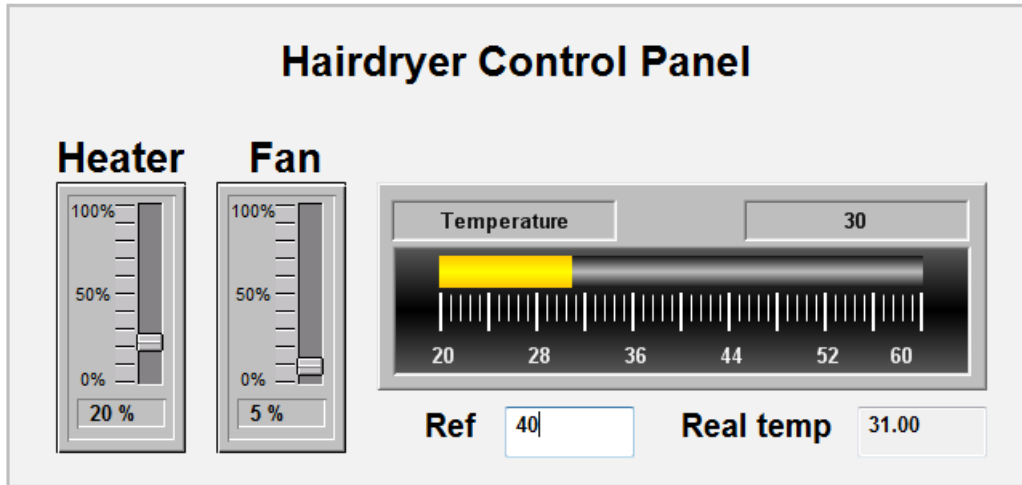 Hairdryer Control Panel
Heater
Fan
100%
50%
0%
20 %
100%
50%
0%
5 %
Temperature
30
20 28 36 44 52 60
Ref 40
Real temp 31.00